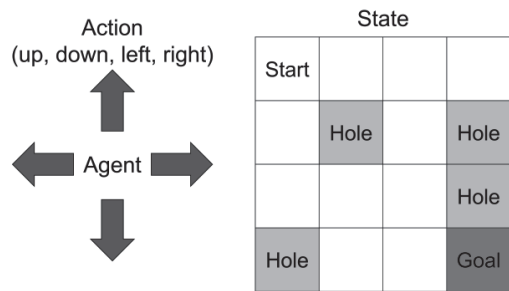 Action
(up, down, left, right)
Agent
State
Start
Hole
Hole
Hole
Hole
Goal